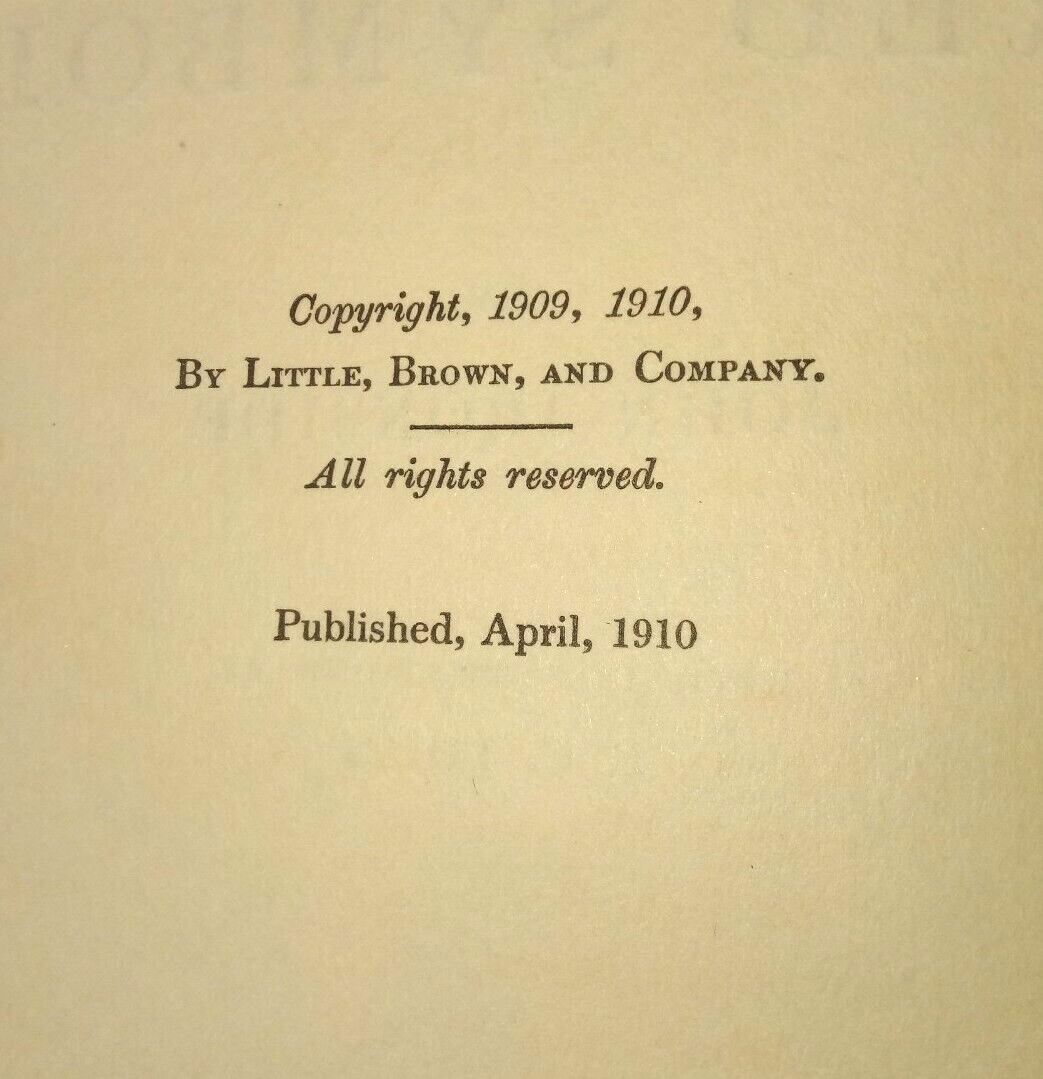 Copyright, 1909, 1910,
By Little, Brown, and Company.
All rights reserved.
Published, April, 1910